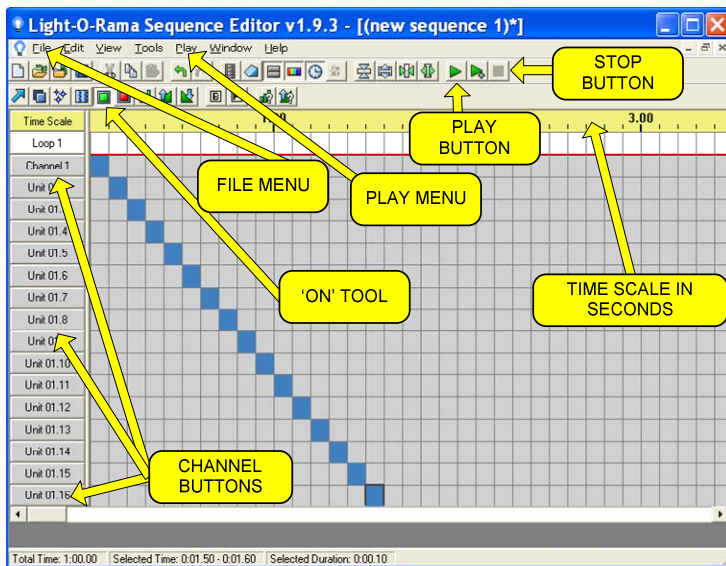 Light-O-Rama Sequence Editor v1.9.3 - [(new sequence 1)*]
File Edit View Tools Play Window Help
STOP
BUTTON
PLAY
BUTTON
Time Scale
3.00
Loop 1
Channel 1
FILE MENU
PLAY MENU
Unit 01.4
Unit 01.5
Unit 01.6
Unit 01.7
Unit 01.8
'ON' TOOL
TIME SCALE IN
SECONDS
Unit 01.10
Unit 01.11
Unit 01.12
Unit 01.13
Unit 01.14
Unit 01.15
Unit 01.16
CHANNEL
BUTTONS
Total Time: 1:00.00 Selected Time: 0:01.50 - 0:01.60 Selected Duration: 0:00.10